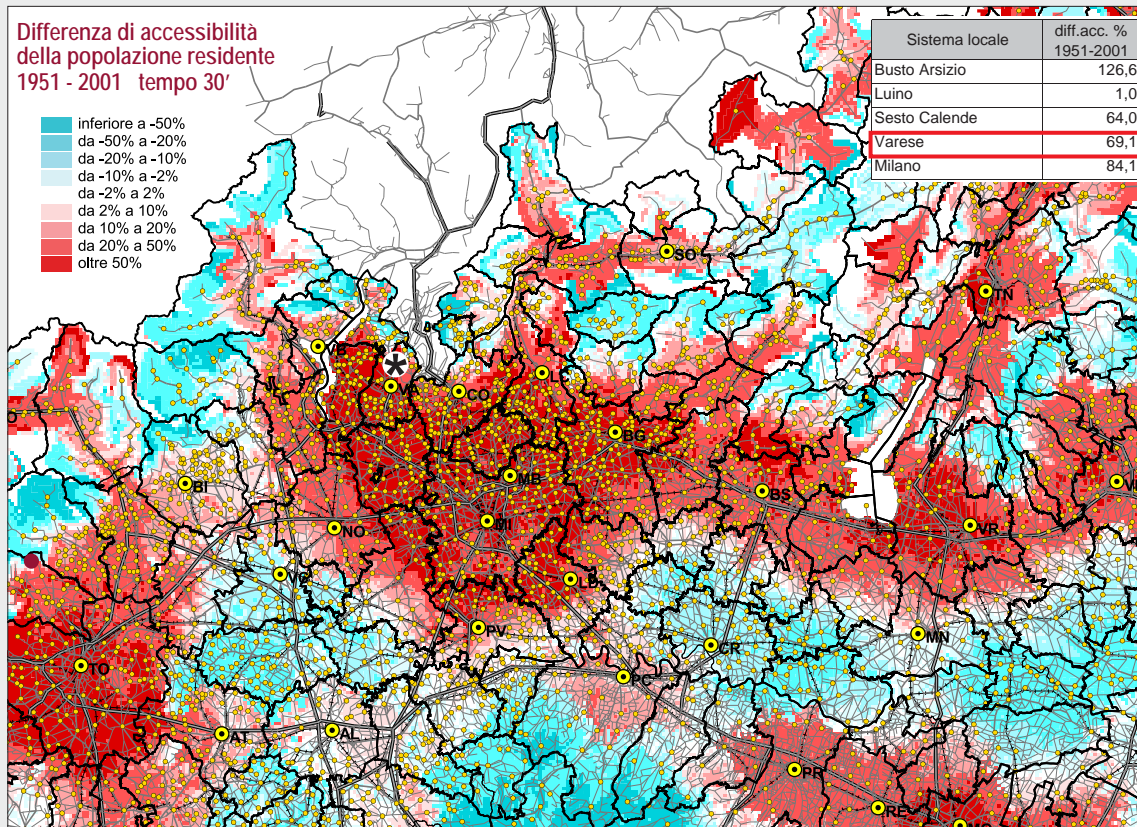 Differenza di accessibilità
della popolazione residente
1951 - 2001 tempo 30'
inferiore a -50%
da -50% a -20%
da -20% a -10%
da -10% a -2%
da -2% a 2%
da 2% a 10%
da 10% a 20%
da 20% a 50%
oltre 50%
Sistema locale diff.acc. %
1951-2001
Busto Arsizio 126,6
Luino 1,0
Sesto Calende 64,0
Varese 69,1
Milano 84,1
SO
TN
VB
CO
BG
BI
MB
BS
NO
MI
VR
VC
LO
PV
MN
CR
TO
PC
AT
AL
PR
RE